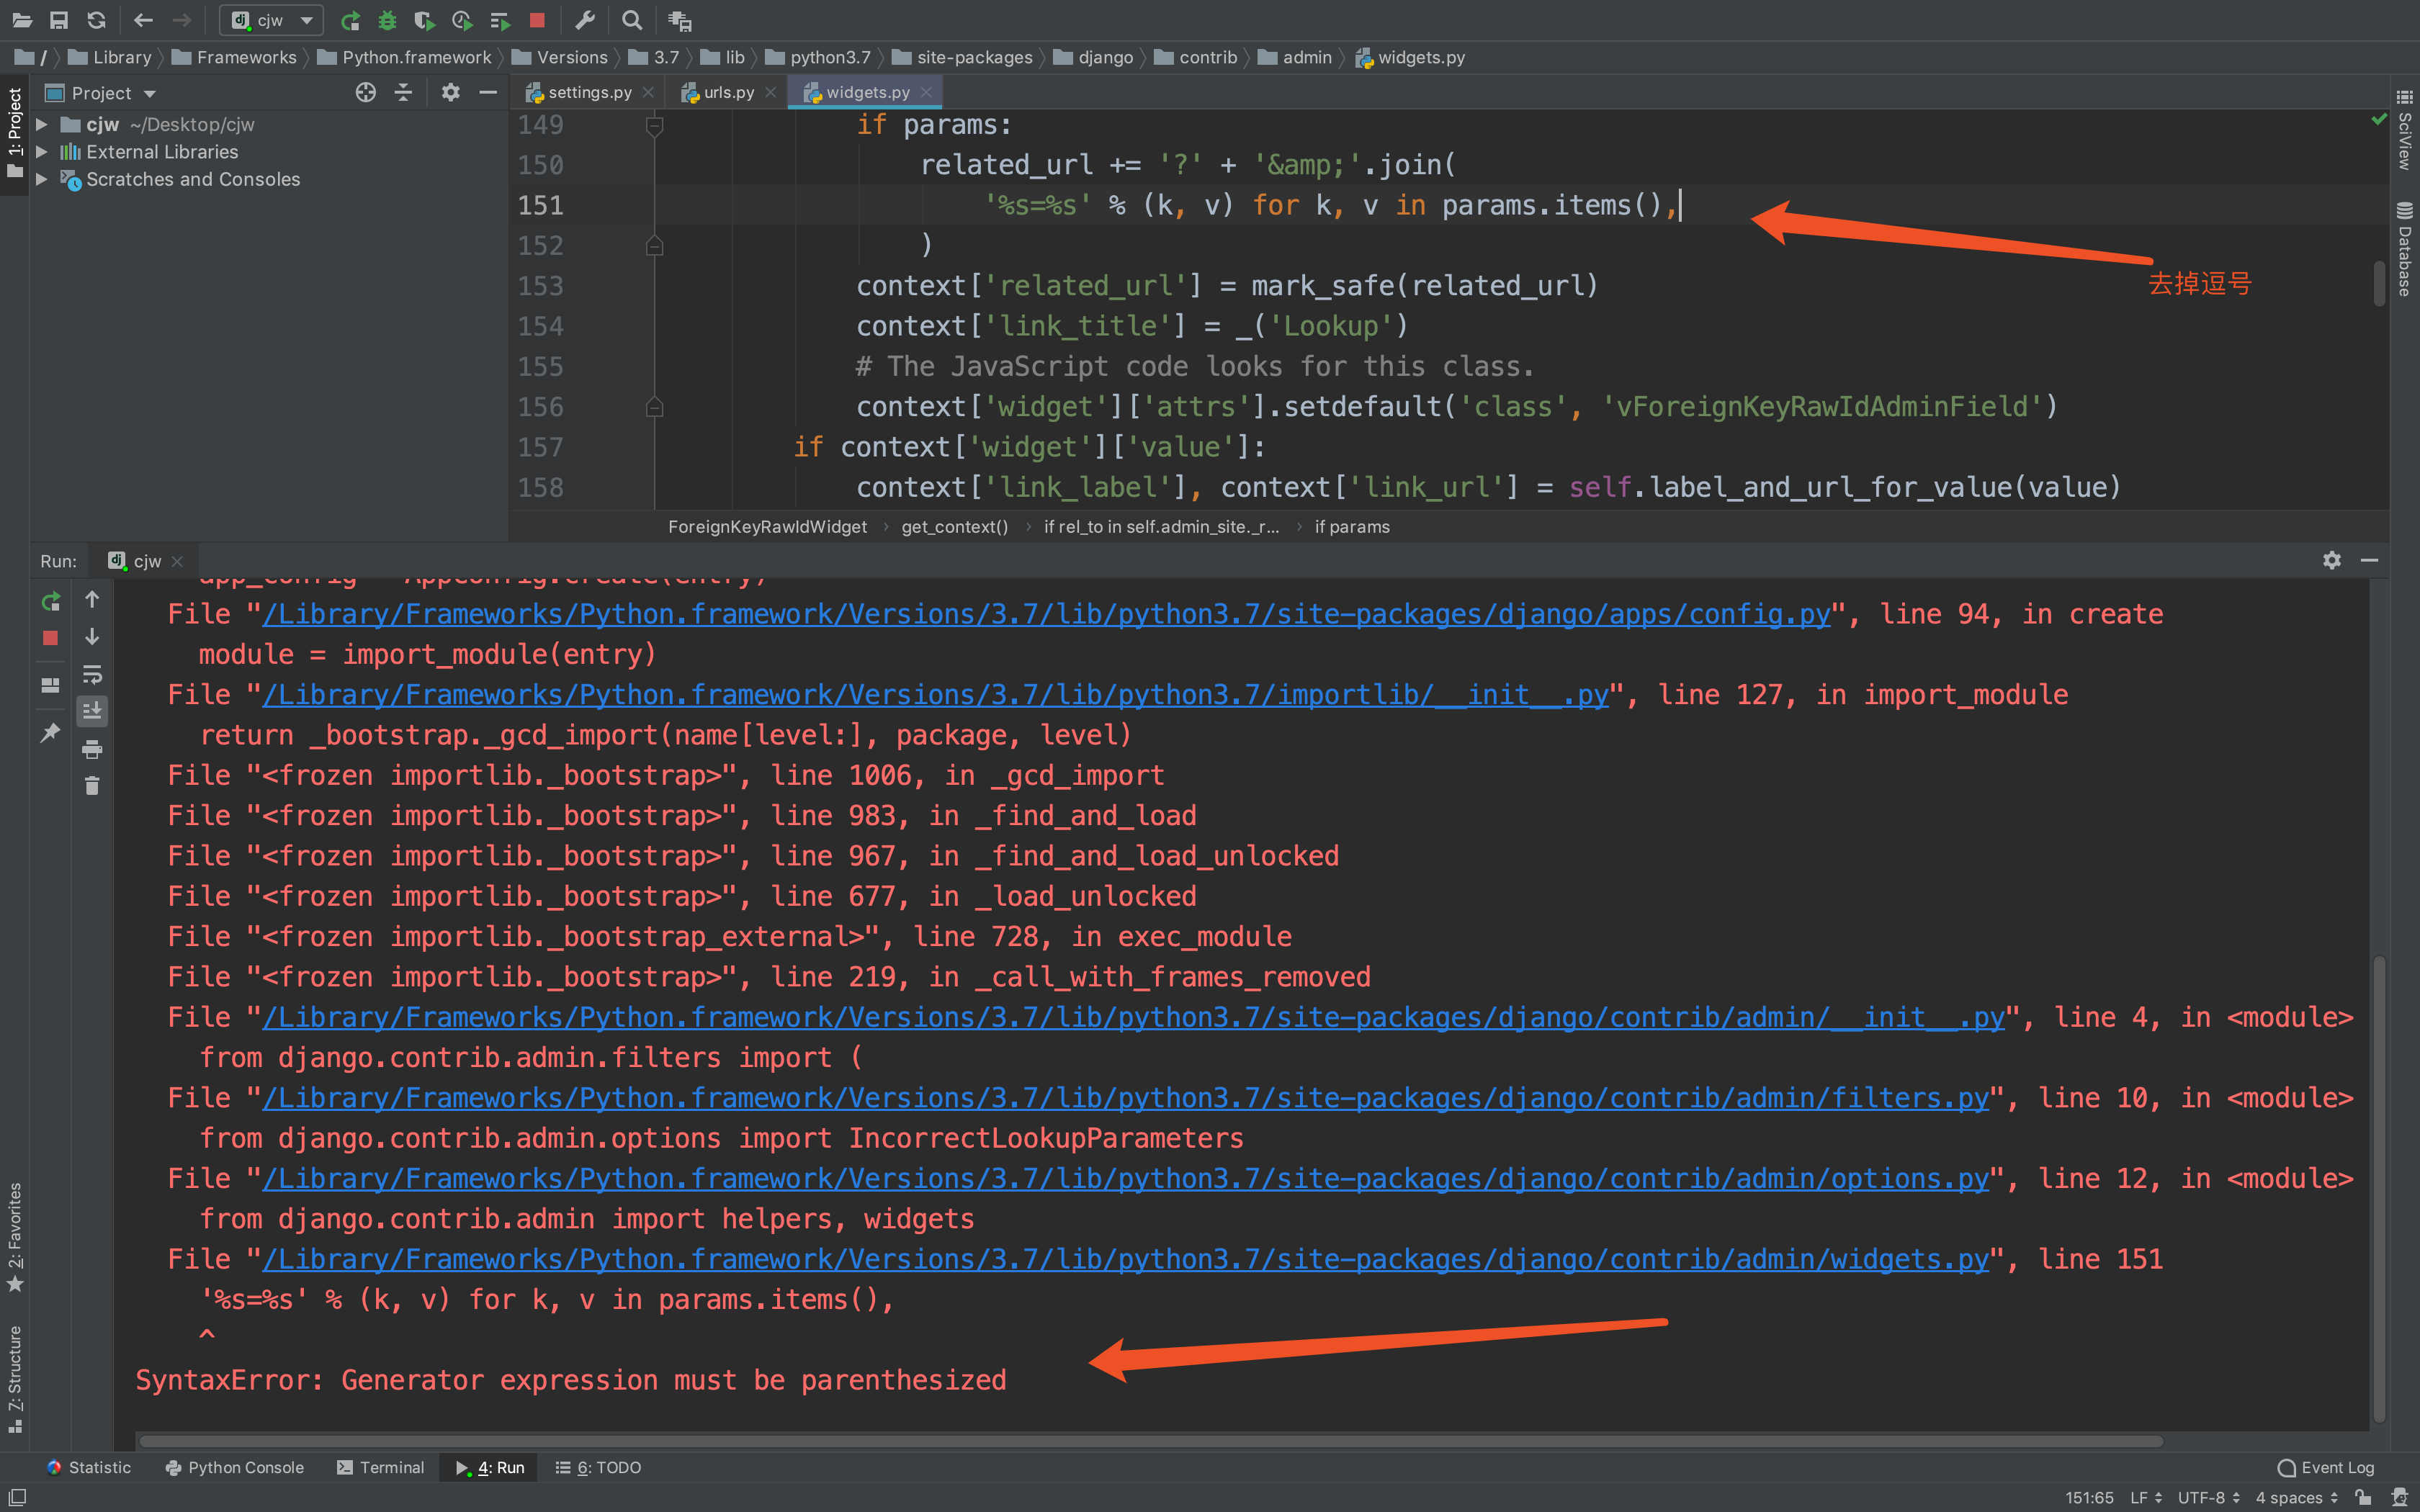 cjw
/ Library Frameworks Python.framework Versions 3.7 lib python3.7 site-packages django contrib admin widgets.py
Project
settings.py urls.py widgets.py
1: Project
cjw ~/Desktop/cjw
External Libraries
Scratches and Consoles
SciView
Database
149 if params:
150 related_url += '?' + '&amp;'.join(
151 '%s=%s' % (k, v) for k, v in params.items(),
152 )
153 context['related_url'] = mark_safe(related_url)
去掉逗号
154 context['link_title'] = _('Lookup')
155 # The JavaScript code looks for this class.
156 context['widget']['attrs'].setdefault('class', 'vForeignKeyRawIdAdminField')
157 if context['widget']['value']:
158 context['link_label'], context['link_url'] = self.label_and_url_for_value(value)
ForeignKeyRawIdWidget › get_context() › if rel_to in self.admin_site._r... › if params
Run: cjw
app_config = AppConfig.create(entry)
File "/Library/Frameworks/Python.framework/Versions/3.7/lib/python3.7/site-packages/django/apps/config.py", line 94, in create
module = import_module(entry)
File "/Library/Frameworks/Python.framework/Versions/3.7/lib/python3.7/importlib/__init__.py", line 127, in import_module
return _bootstrap._gcd_import(name[level:], package, level)
File "<frozen importlib._bootstrap>", line 1006, in _gcd_import
File "<frozen importlib._bootstrap>", line 983, in _find_and_load
File "<frozen importlib._bootstrap>", line 967, in _find_and_load_unlocked
File "<frozen importlib._bootstrap>", line 677, in _load_unlocked
File "<frozen importlib._bootstrap_external>", line 728, in exec_module
File "<frozen importlib._bootstrap>", line 219, in _call_with_frames_removed
File "/Library/Frameworks/Python.framework/Versions/3.7/lib/python3.7/site-packages/django/contrib/admin/__init__.py", line 4, in <module>
from django.contrib.admin.filters import (
File "/Library/Frameworks/Python.framework/Versions/3.7/lib/python3.7/site-packages/django/contrib/admin/filters.py", line 10, in <module>
from django.contrib.admin.options import IncorrectLookupParameters
File "/Library/Frameworks/Python.framework/Versions/3.7/lib/python3.7/site-packages/django/contrib/admin/options.py", line 12, in <module>
from django.contrib.admin import helpers, widgets
File "/Library/Frameworks/Python.framework/Versions/3.7/lib/python3.7/site-packages/django/contrib/admin/widgets.py", line 151
'%s=%s' % (k, v) for k, v in params.items(),
^
SyntaxError: Generator expression must be parenthesized
2: Favorites
7: Structure
Statistic Python Console Terminal 4: Run 6: TODO Event Log
151:65 LF UTF-8 4 spaces